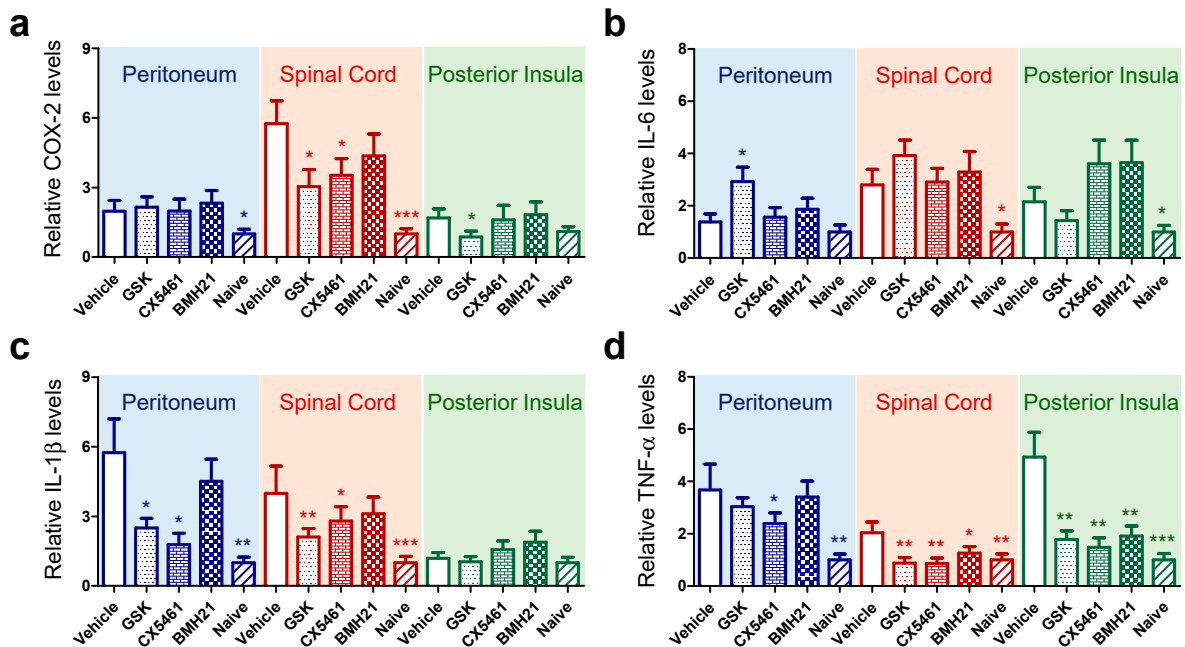 a
Relative COX-2 levels
9
6
3
0
Peritoneum
Spinal Cord
Posterior Insula
*
*
*
***
*
Vehicle
GSK
CX5461
BMH21
Naive
Vehicle
GSK
CX5461
BMH21
Naive
Vehicle
GSK
CX5461
BMH21
Naive
b
Relative IL-6 levels
8
6
4
2
0
Peritoneum
Spinal Cord
Posterior Insula
*
*
*
Vehicle
GSK
CX5461
BMH21
Naive
Vehicle
GSK
CX5461
BMH21
Naive
Vehicle
GSK
CX5461
BMH21
Naive
c
Relative IL-1β levels
9
6
3
0
Peritoneum
Spinal Cord
Posterior Insula
*
*
**
**
*
***
Vehicle
GSK
CX5461
BMH21
Naive
Vehicle
GSK
CX5461
BMH21
Naive
Vehicle
GSK
CX5461
BMH21
Naive
d
Relative TNF-α levels
8
6
4
2
0
Peritoneum
Spinal Cord
Posterior Insula
*
**
**
**
*
**
**
**
**
***
Vehicle
GSK
CX5461
BMH21
Naive
Vehicle
GSK
CX5461
BMH21
Naive
Vehicle
GSK
CX5461
BMH21
Naive